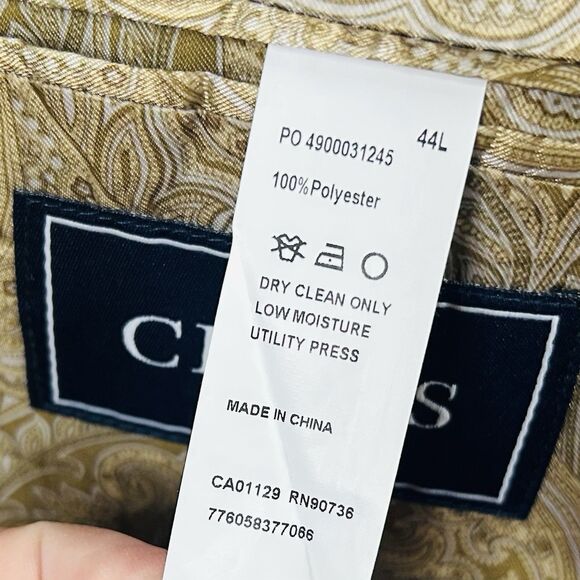 PO 4900031245 44L
100% Polyester
DRY CLEAN ONLY
LOW MOISTURE
UTILITY PRESS
MADE IN CHINA
CA01129 RN90736
776058377066